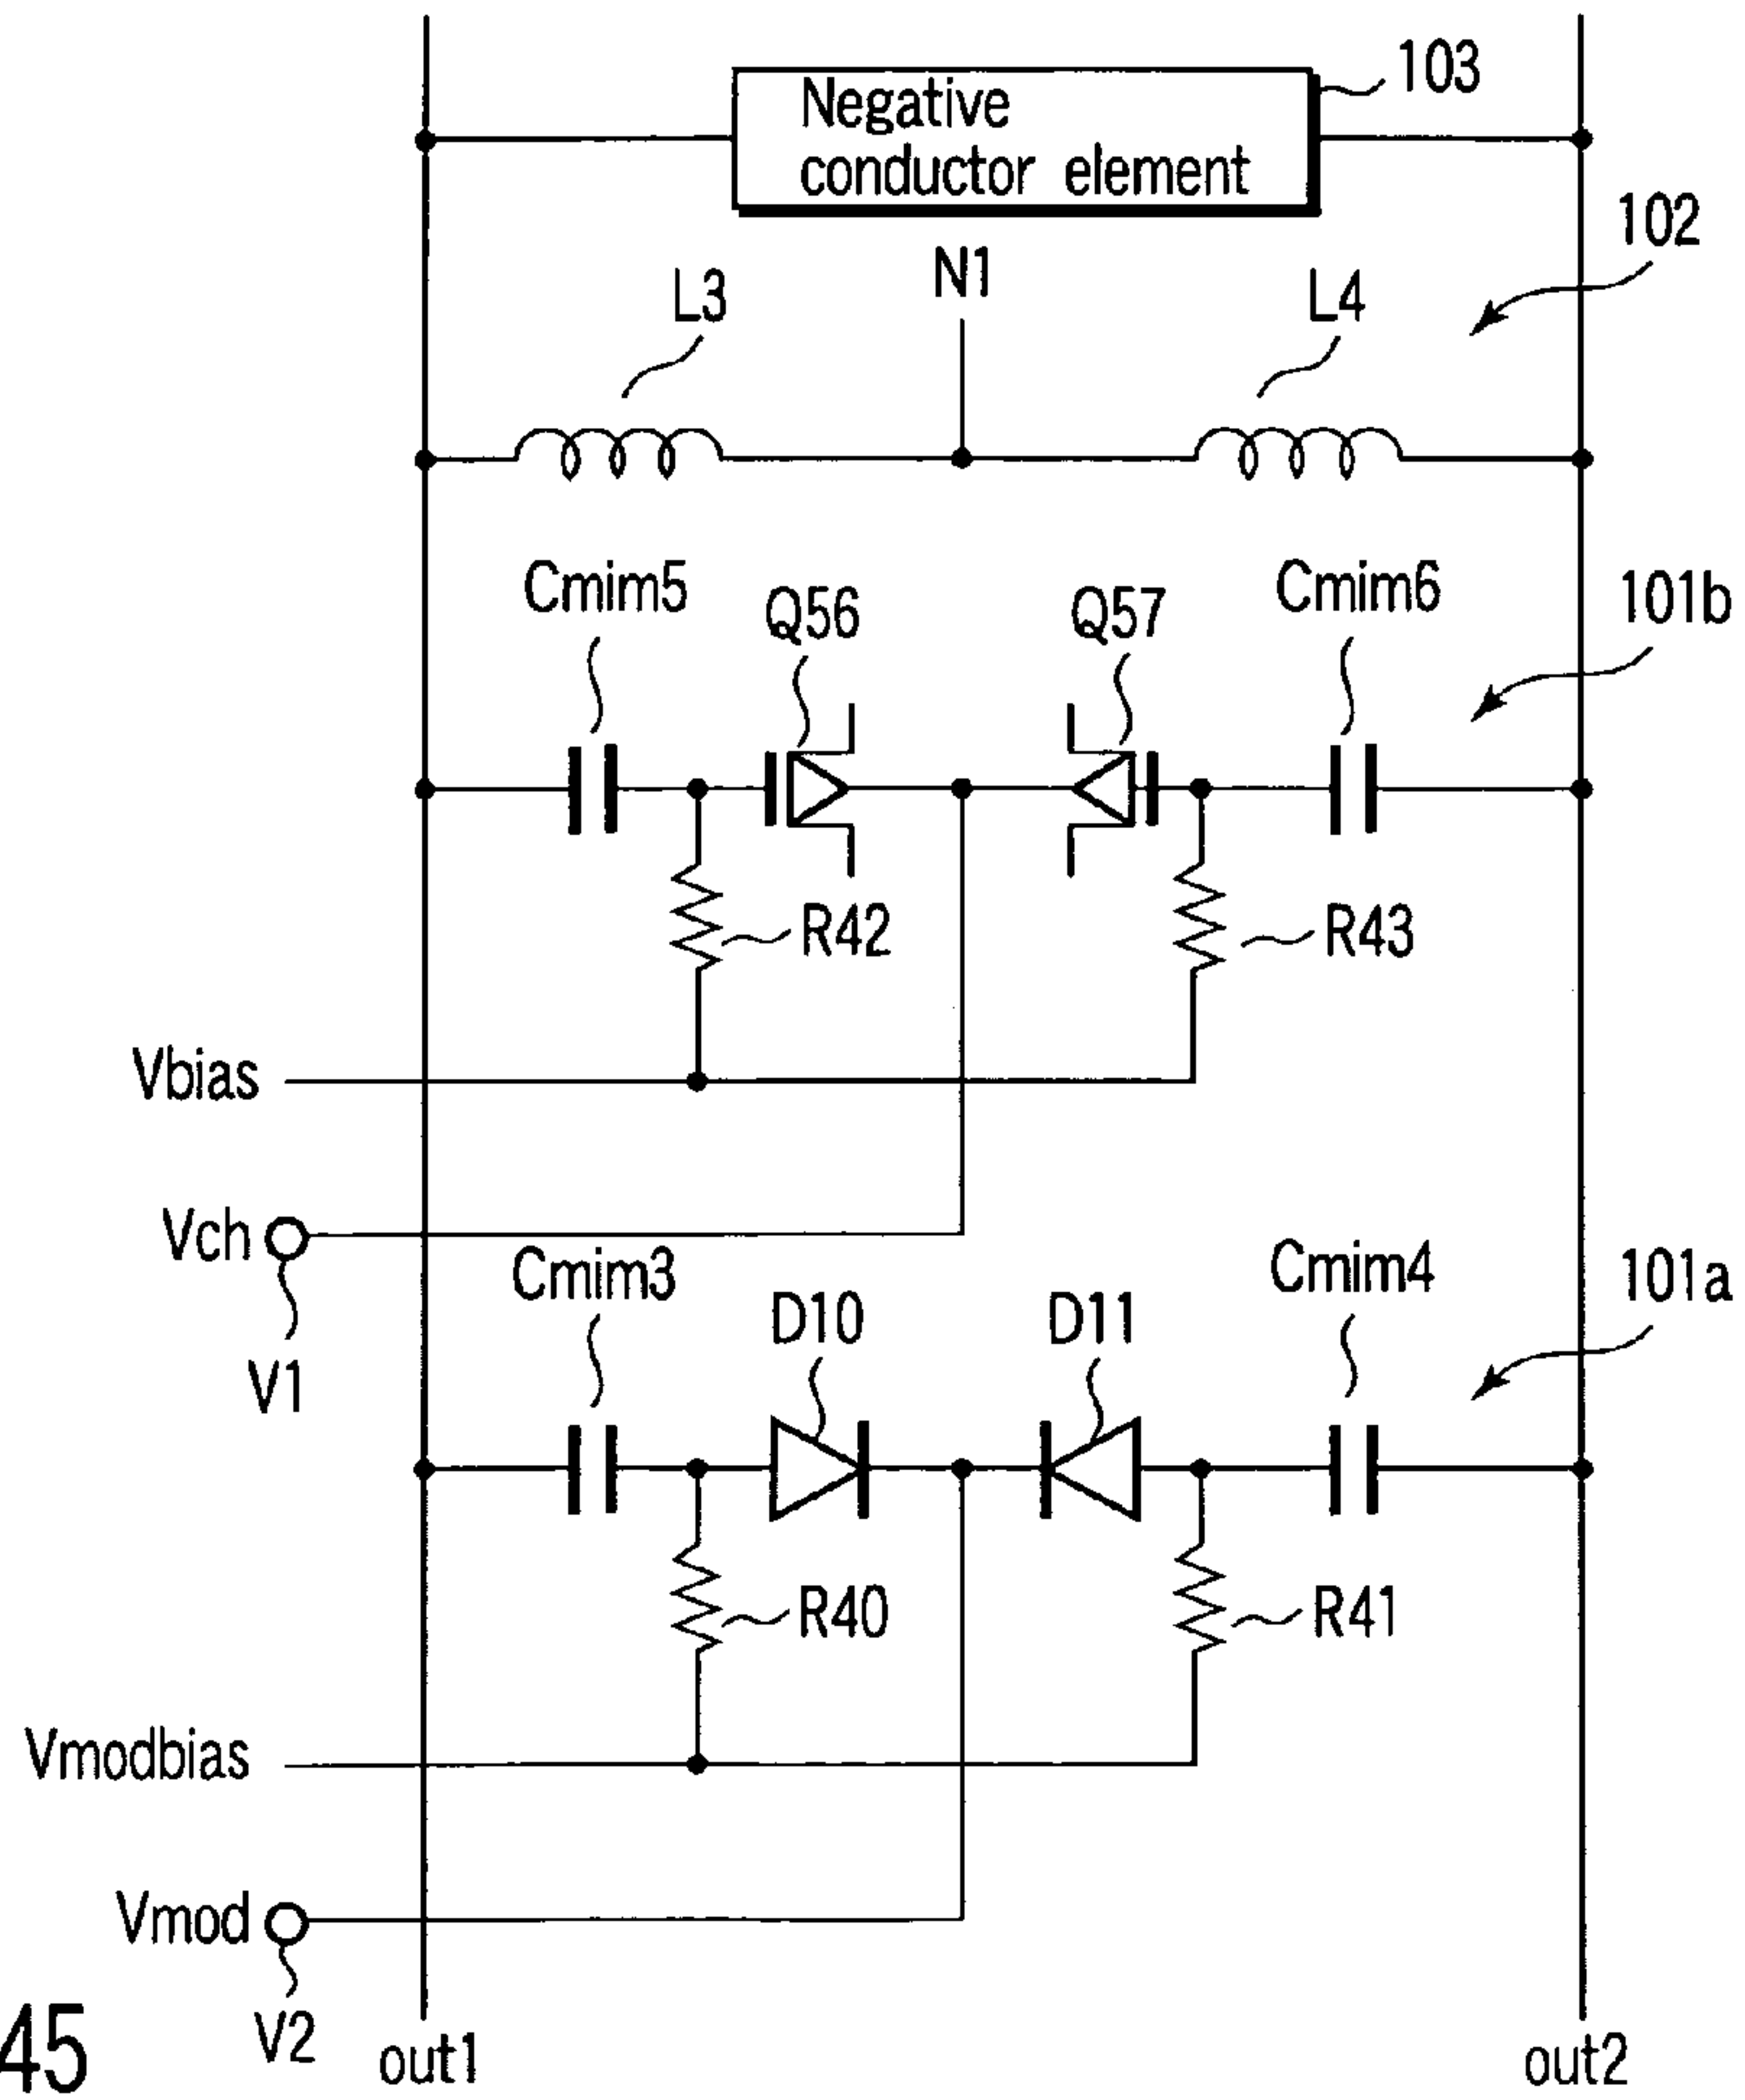 103
Negative
conductor element
102
N1
L3
L4
Cmim5
Q56
Q57
Cmim6
101b
R42
R43
Vbias
Vch
V1
Cmim3
D10
D11
Cmim4
101a
R40
R41
Vmodbias
Vmod
V2
out1
out2
45